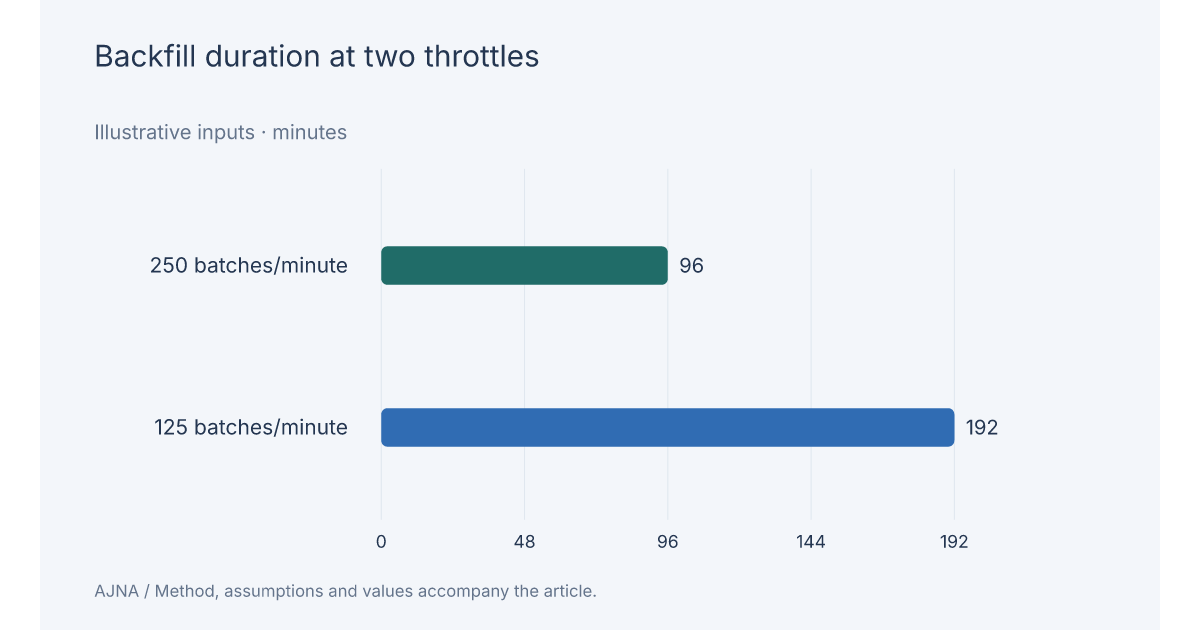 Backfill duration at two throttles
Illustrative inputs · minutes
250 batches/minute
96
125 batches/minute
192
0 48 96 144 192
AJNA / Method, assumptions and values accompany the article.